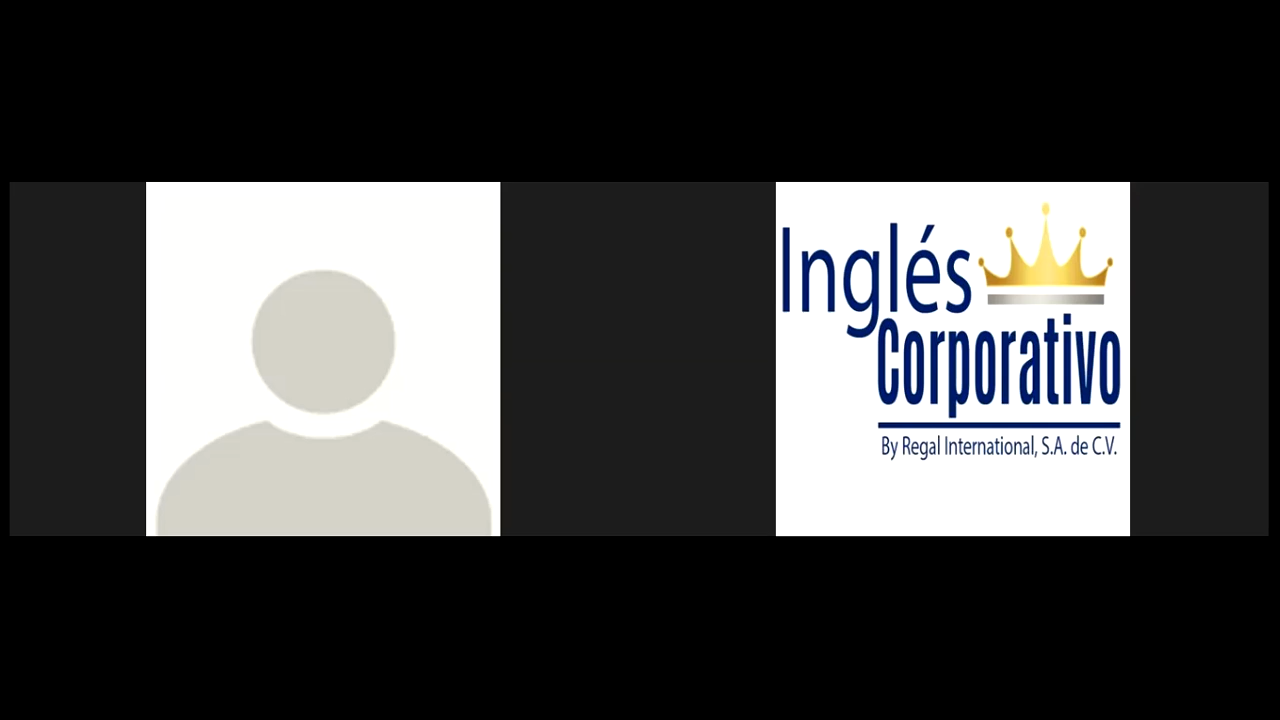 Inglés
Corporativo
By Regal International, S.A. de C.V.